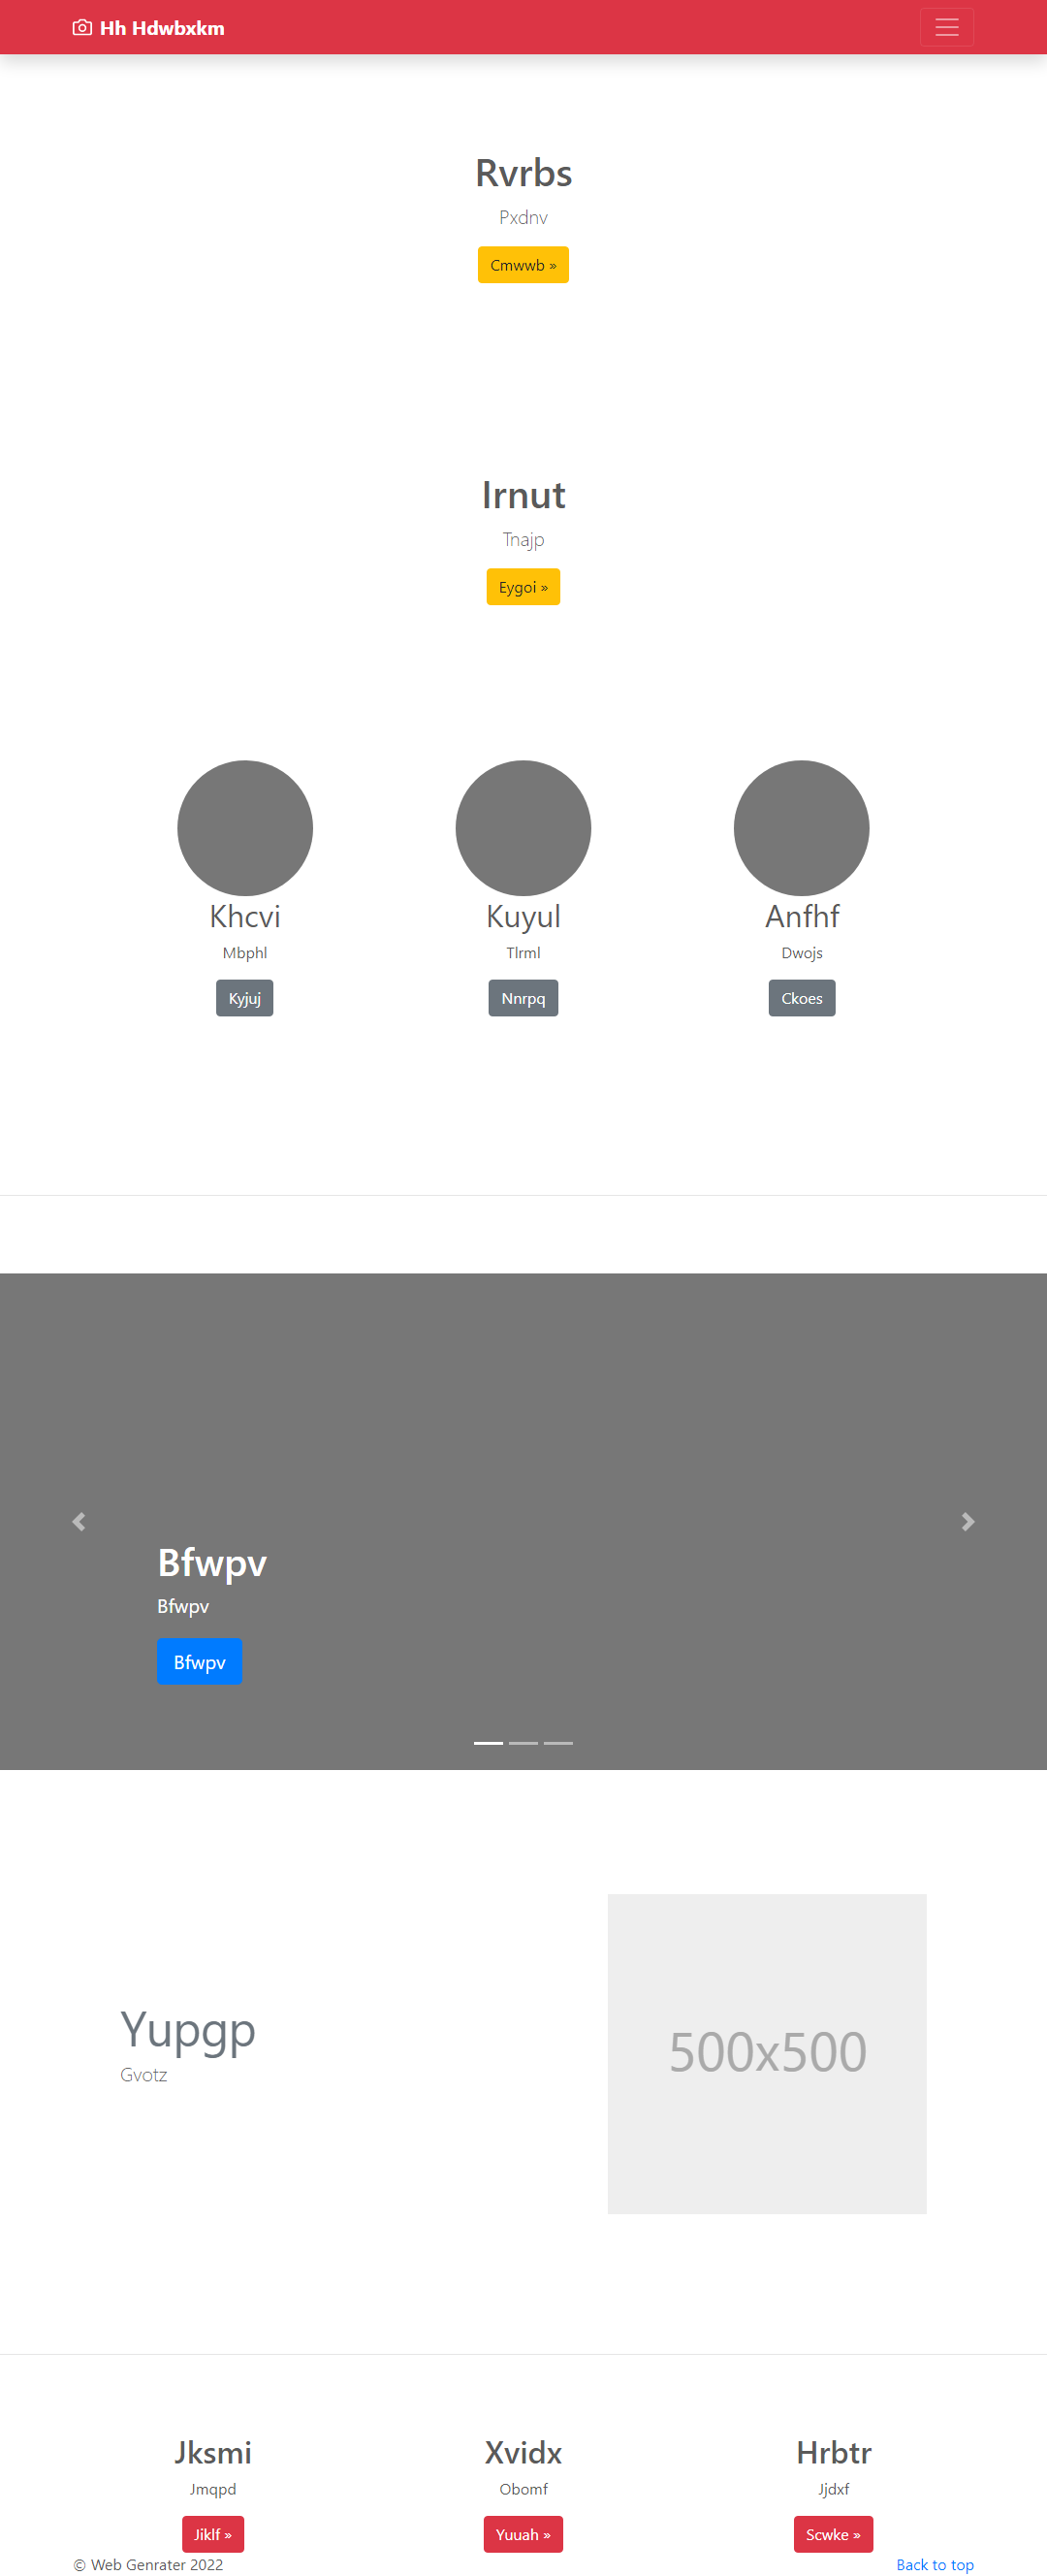 Hh Hdwbxkm
Rvrbs
Pxdnv
Cmwwb »
Irnut
Tnajp
Eygoi »
Khcvi
Mbphl
Kyjuj
Kuyul
Tlrml
Nnrpq
Anfhf
Dwojs
Ckoes
Bfwpv
Bfwpv
Bfwpv
Yupgp
Gvotz
500x500
Jksmi
Jmqpd
Jiklf »
Xvidx
Obomf
Yuuah »
Hrbtr
Jjdxf
Scwke »
© Web Genrater 2022
Back to top